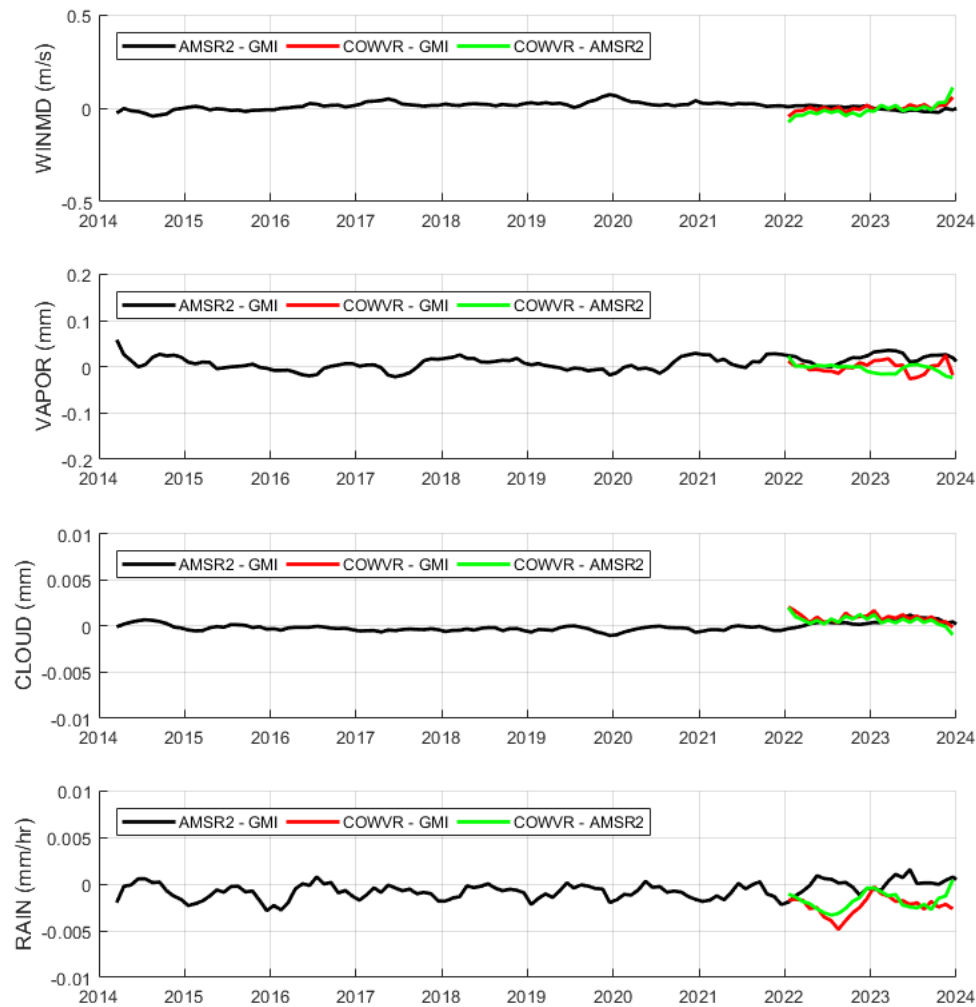 0.5
AMSR2 - GMI COWVR - GMI COWVR - AMSR2
WINMD (m/s)
0
-0.5
2014 2015 2016 2017 2018 2019 2020 2021 2022 2023 2024
0.2
AMSR2 - GMI COWVR - GMI COWVR - AMSR2
0.1
VAPOR (mm)
0
-0.1
-0.2
2014 2015 2016 2017 2018 2019 2020 2021 2022 2023 2024
0.01
AMSR2 - GMI COWVR - GMI COWVR - AMSR2
0.005
CLOUD (mm)
0
-0.005
-0.01
2014 2015 2016 2017 2018 2019 2020 2021 2022 2023 2024
0.01
AMSR2 - GMI COWVR - GMI COWVR - AMSR2
0.005
RAIN (mm/hr)
0
-0.005
-0.01
2014 2015 2016 2017 2018 2019 2020 2021 2022 2023 2024